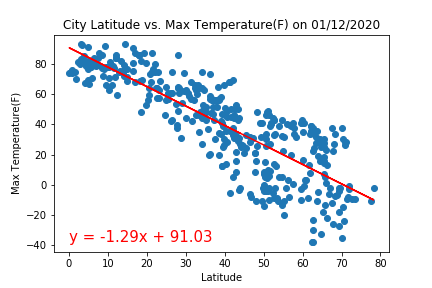 City Latitude vs. Max Temperature(F) on 01/12/2020
Max Temperature(F)
80
60
40
20
0
−20
−40
y = -1.29x + 91.03
0 10 20 30 40 50 60 70 80
Latitude